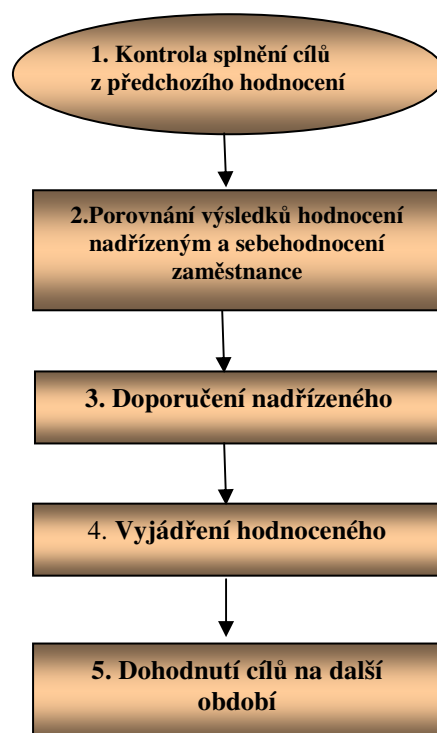 1. Kontrola splnění cílů
z předchozího hodnocení
2.Porovnání výsledků hodnocení
nadřízeným a sebehodnocení
zaměstnance
3. Doporučení nadřízeného
4. Vyjádření hodnoceného
5. Dohodnutí cílů na další
období